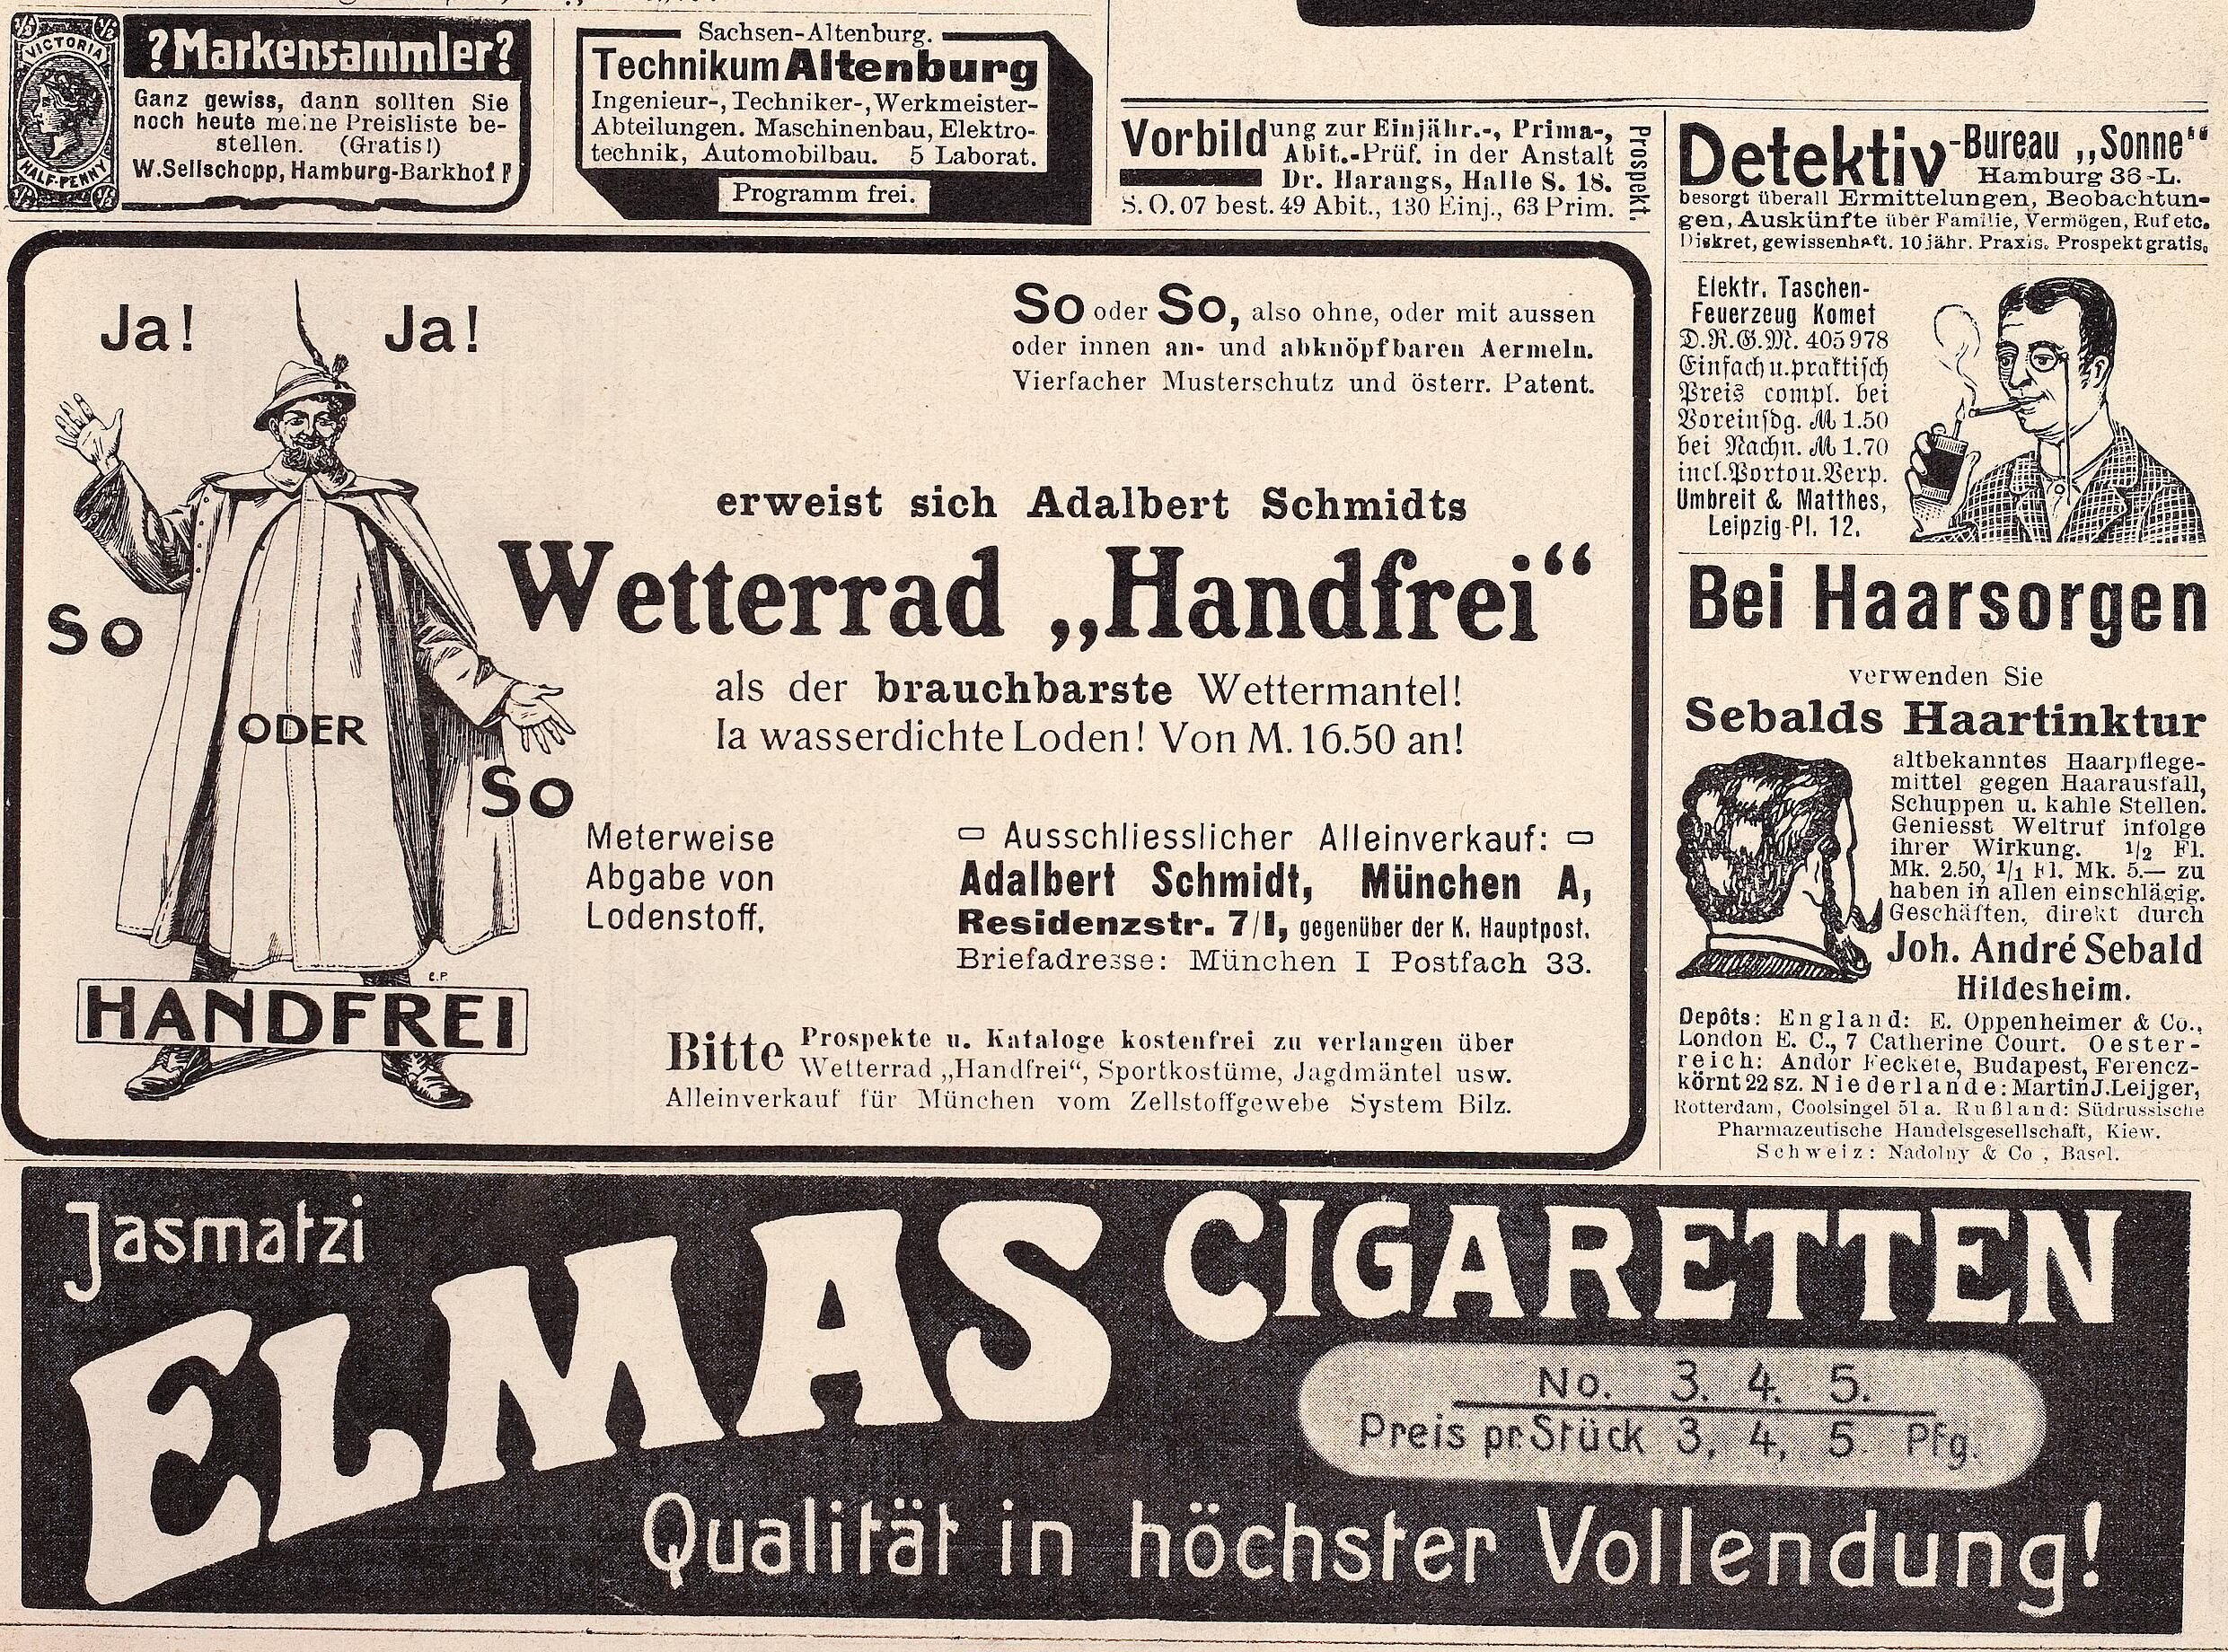 VICTORIA
HALF-PENNY
?Markensammler?
Ganz gewiss, dann sollten Sie
noch heute meine Preisliste be-
stellen. (Gratis!)
W. Sellschopp, Hamburg-Barkhof
Sachsen-Altenburg.
Technikum Altenburg
Ingenieur-, Techniker-, Werkmeister-
Abteilungen. Maschinenbau, Elektro-
technik, Automobilbau. 5 Laborat.
Programm frei.
Vorbildung zur Einjähr.-, Prima-,
Abit.-Prüf. in der Anstalt
Dr. Harangs, Halle S. 18.
S. O. 07 best. 49 Abit., 130 Einj., 63 Prim.
Prospekt.
Detektiv-Bureau „Sonne“
Hamburg 36-L.
besorgt überall Ermittelungen, Beobachtun-
gen, Auskünfte über Familie, Vermögen, Ruf etc.
Diskret, gewissenhaft. 10 jähr. Praxis. Prospekt gratis.
Ja! Ja!
So
ODER
So
HANDFREI
E.P.
So oder So, also ohne, oder mit aussen
oder innen an- und abknöpfbaren Aermeln.
Vierfacher Musterschutz und österr. Patent.
erweist sich Adalbert Schmidts
Wetterrad „Handfrei“
als der brauchbarste Wettermantel!
Ia wasserdichte Loden! Von M. 16.50 an!
Meterweise
Abgabe von
Lodenstoff.
Ausschliesslicher Alleinverkauf:
Adalbert Schmidt, München A,
Residenzstr. 7/I, gegenüber der K. Hauptpost.
Briefadresse: München I Postfach 33.
Bitte Prospekte u. Kataloge kostenfrei zu verlangen über
Wetterrad „Handfrei“, Sportkostüme, Jagdmäntel usw.
Alleinverkauf für München vom Zellstoffgewebe System Bilz.
Elektr. Taschen-
Feuerzeug Komet
D.R.G.M. 405978
Einfach u. praktisch
Preis compl. bei
Voreinsdg. M 1.50
bei Nachn. M 1.70
incl. Porto u. Verp.
Umbreit & Matthes,
Leipzig-Pl. 12.
Bei Haarsorgen
verwenden Sie
Sebalds Haartinktur
altbekanntes Haarpflege-
mittel gegen Haarausfall,
Schuppen u. kahle Stellen.
Geniesst Weltruf infolge
ihrer Wirkung. 1/2 Fl.
Mk. 2.50, 1/1 Fl. Mk. 5.— zu
haben in allen einschlägig.
Geschäften, direkt durch
Joh. André Sebald
Hildesheim.
Depôts: England: E. Oppenheimer & Co.,
London E. C., 7 Catherine Court. Oester-
reich: Andor Feckete, Budapest, Ferencz-
körnt 22 sz. Niederlande: Martin J. Leijger,
Rotterdam, Coolsingel 51a. Rußland: Südrussische
Pharmazeutische Handelsgesellschaft, Kiew.
Schweiz: Nadolny & Co., Basel.
Jasmatzi
ELMAS CIGARETTEN
No. 3. 4. 5.
Preis pr. Stück 3, 4, 5 Pfg.
Qualität in höchster Vollendung!